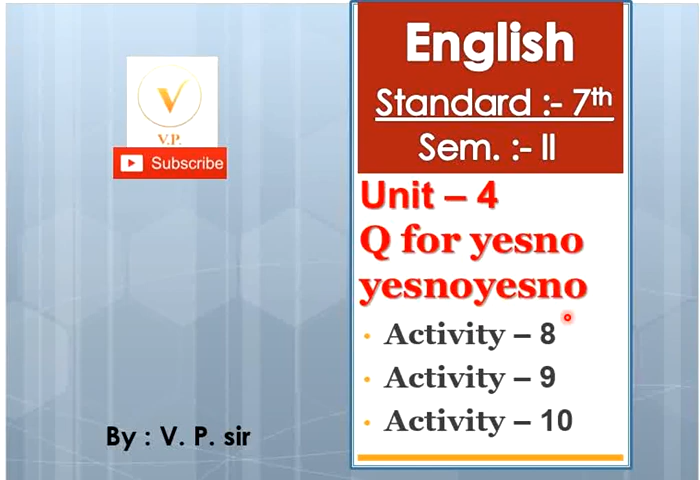 V
V.P.
Subscribe
By : V. P. sir
English
Standard :- 7th
Sem. :- II
Unit – 4
Q for yesno
yesnoyesno
• Activity – 8
• Activity – 9
• Activity – 10